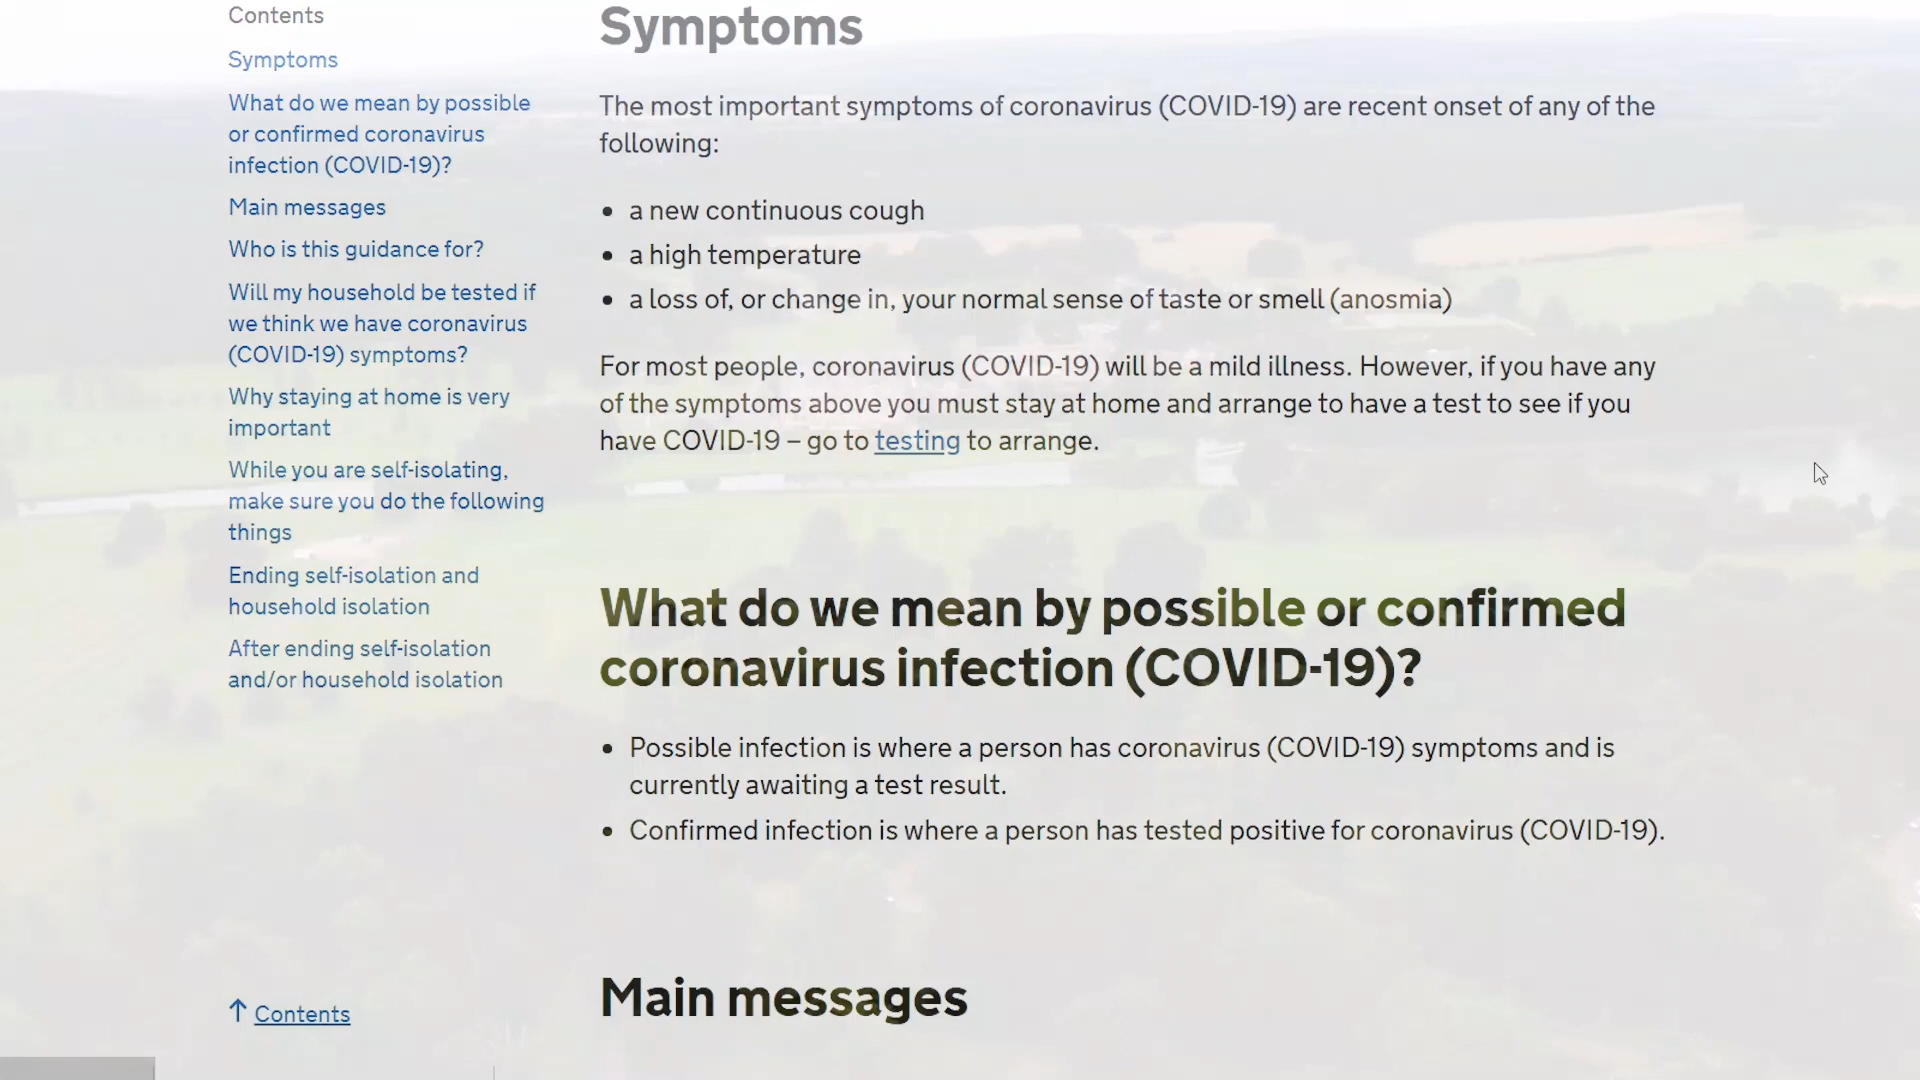 Contents
Symptoms
What do we mean by possible
or confirmed coronavirus
infection (COVID-19)?
Main messages
Who is this guidance for?
Will my household be tested if
we think we have coronavirus
(COVID-19) symptoms?
Why staying at home is very
important
While you are self-isolating,
make sure you do the following
things
Ending self-isolation and
household isolation
After ending self-isolation
and/or household isolation
↑ Contents
Symptoms
The most important symptoms of coronavirus (COVID-19) are recent onset of any of the
following:
• a new continuous cough
• a high temperature
• a loss of, or change in, your normal sense of taste or smell (anosmia)
For most people, coronavirus (COVID-19) will be a mild illness. However, if you have any
of the symptoms above you must stay at home and arrange to have a test to see if you
have COVID-19 – go to testing to arrange.
What do we mean by possible or confirmed
coronavirus infection (COVID-19)?
• Possible infection is where a person has coronavirus (COVID-19) symptoms and is
currently awaiting a test result.
• Confirmed infection is where a person has tested positive for coronavirus (COVID-19).
Main messages